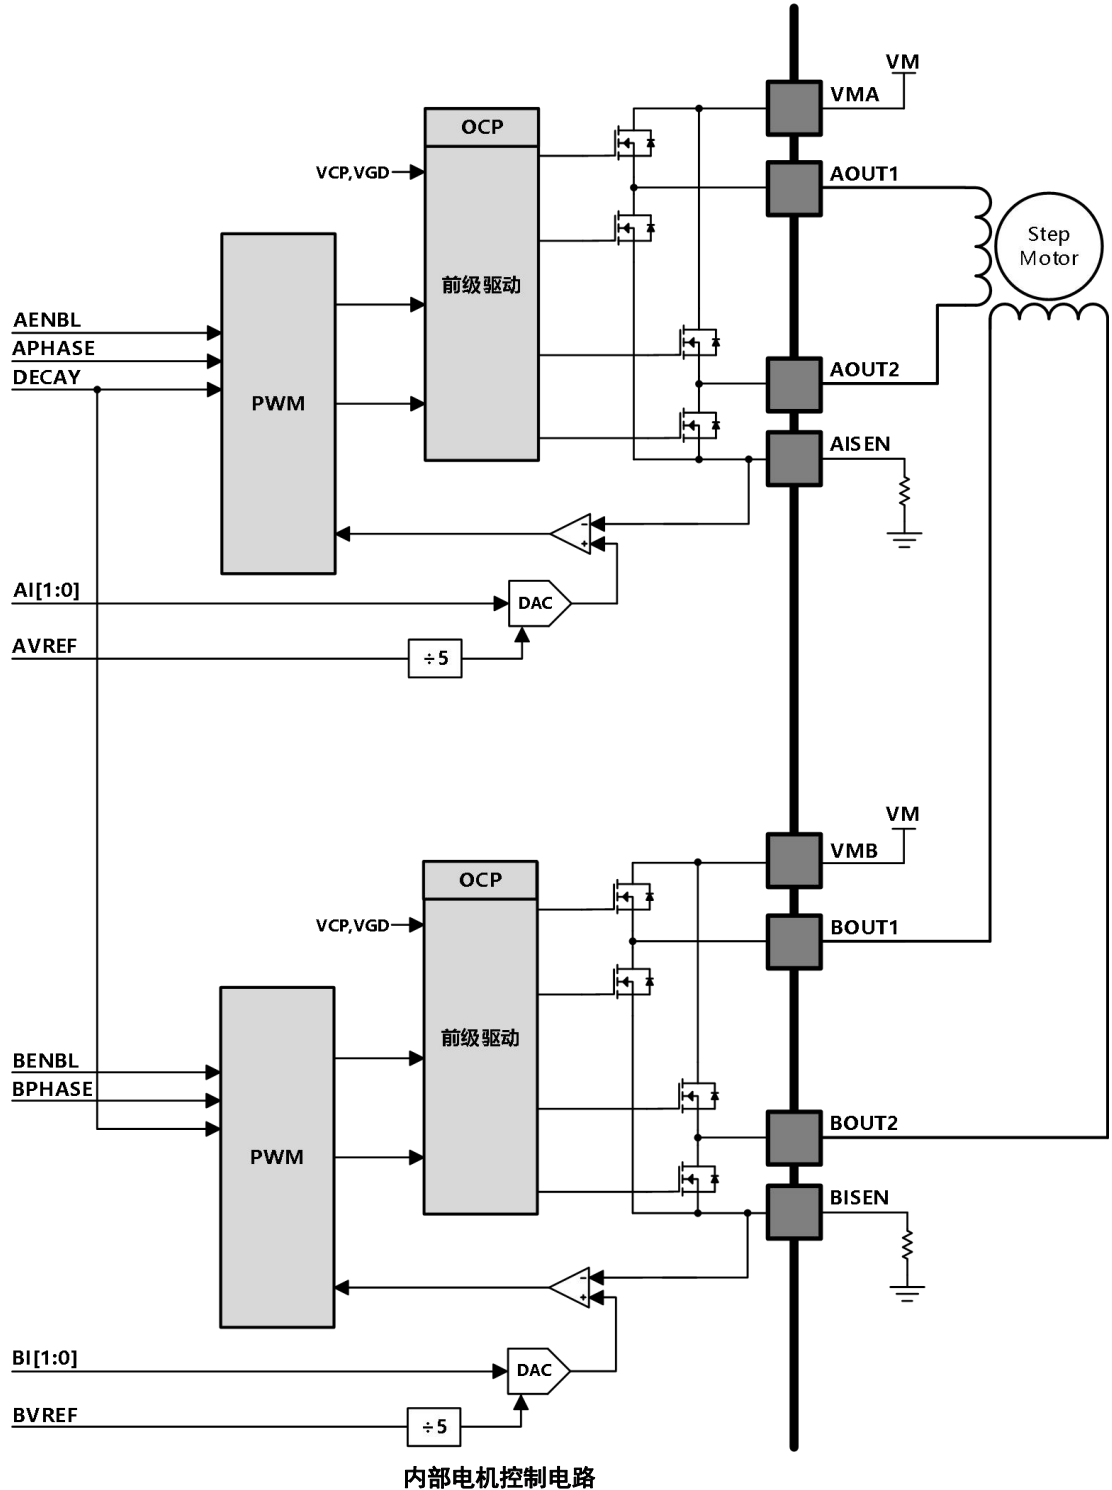 VM
VMA
OCP
VCP,VGD
AOUT1
Step
Motor
前级驱动
AENBL
APHASE
DECAY
PWM
AOUT2
AISEN
-
+
AI[1:0]
DAC
AVREF
÷5
VM
VMB
OCP
VCP,VGD
BOUT1
前级驱动
BENBL
BPHASE
PWM
BOUT2
BISEN
-
+
BI[1:0]
DAC
BVREF
÷5
内部电机控制电路